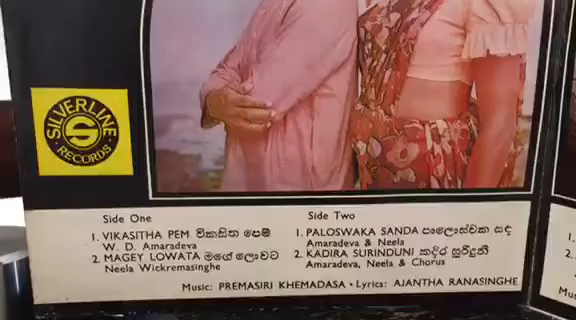 SILVERLINE
S
• RECORDS •
Side One
1. VIKASITHA PEM විකසිත පෙම්
W. D. Amaradeva
2. MAGEY LOWATA මගේ ලොවට
Neela Wickremasinghe
Side Two
1. PALOSWAKA SANDA පාලොස්වක සඳ
Amaradeva & Neela
2. KADIRA SURINDUNI කදිර සුරිඳුනි
Amaradeva, Neela & Chorus
Music: PREMASIRI KHEMADASA • Lyrics: AJANTHA RANASINGHE
1.
2.